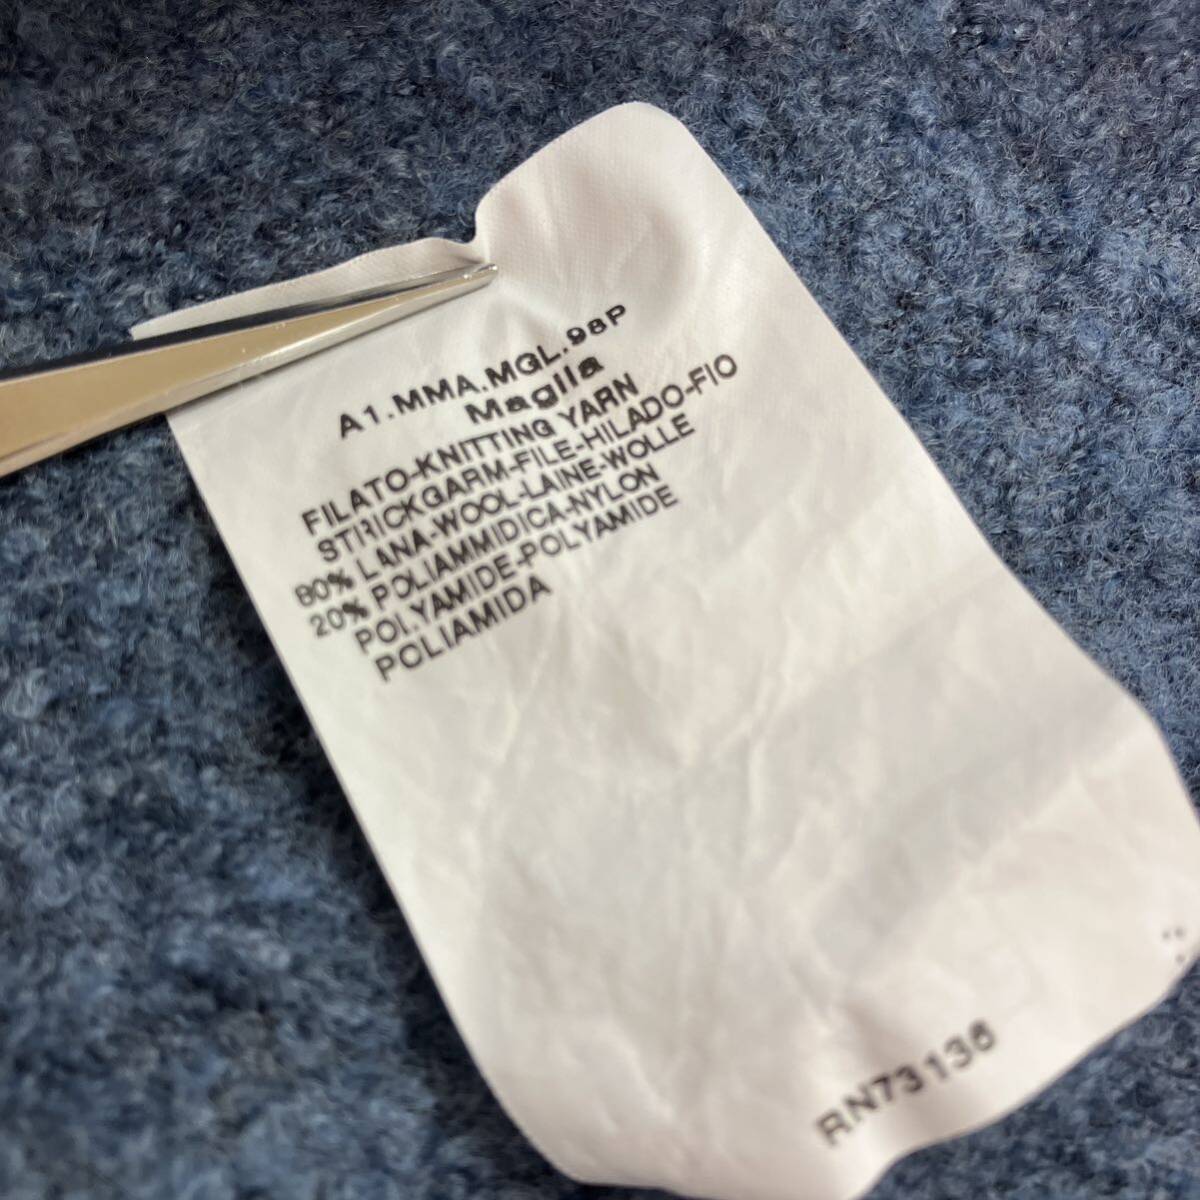 A1.MMA.MGL.98P
Maglia
FILATO-KNITTING YARN
STRICKGARM-FILE-HILADO-FIO
80% LANA-WOOL-LAINE-WOLLE
20% POLIAMMIDICA-NYLON
POLYAMIDE-POLYAMIDE
POLIAMIDA
RN73136